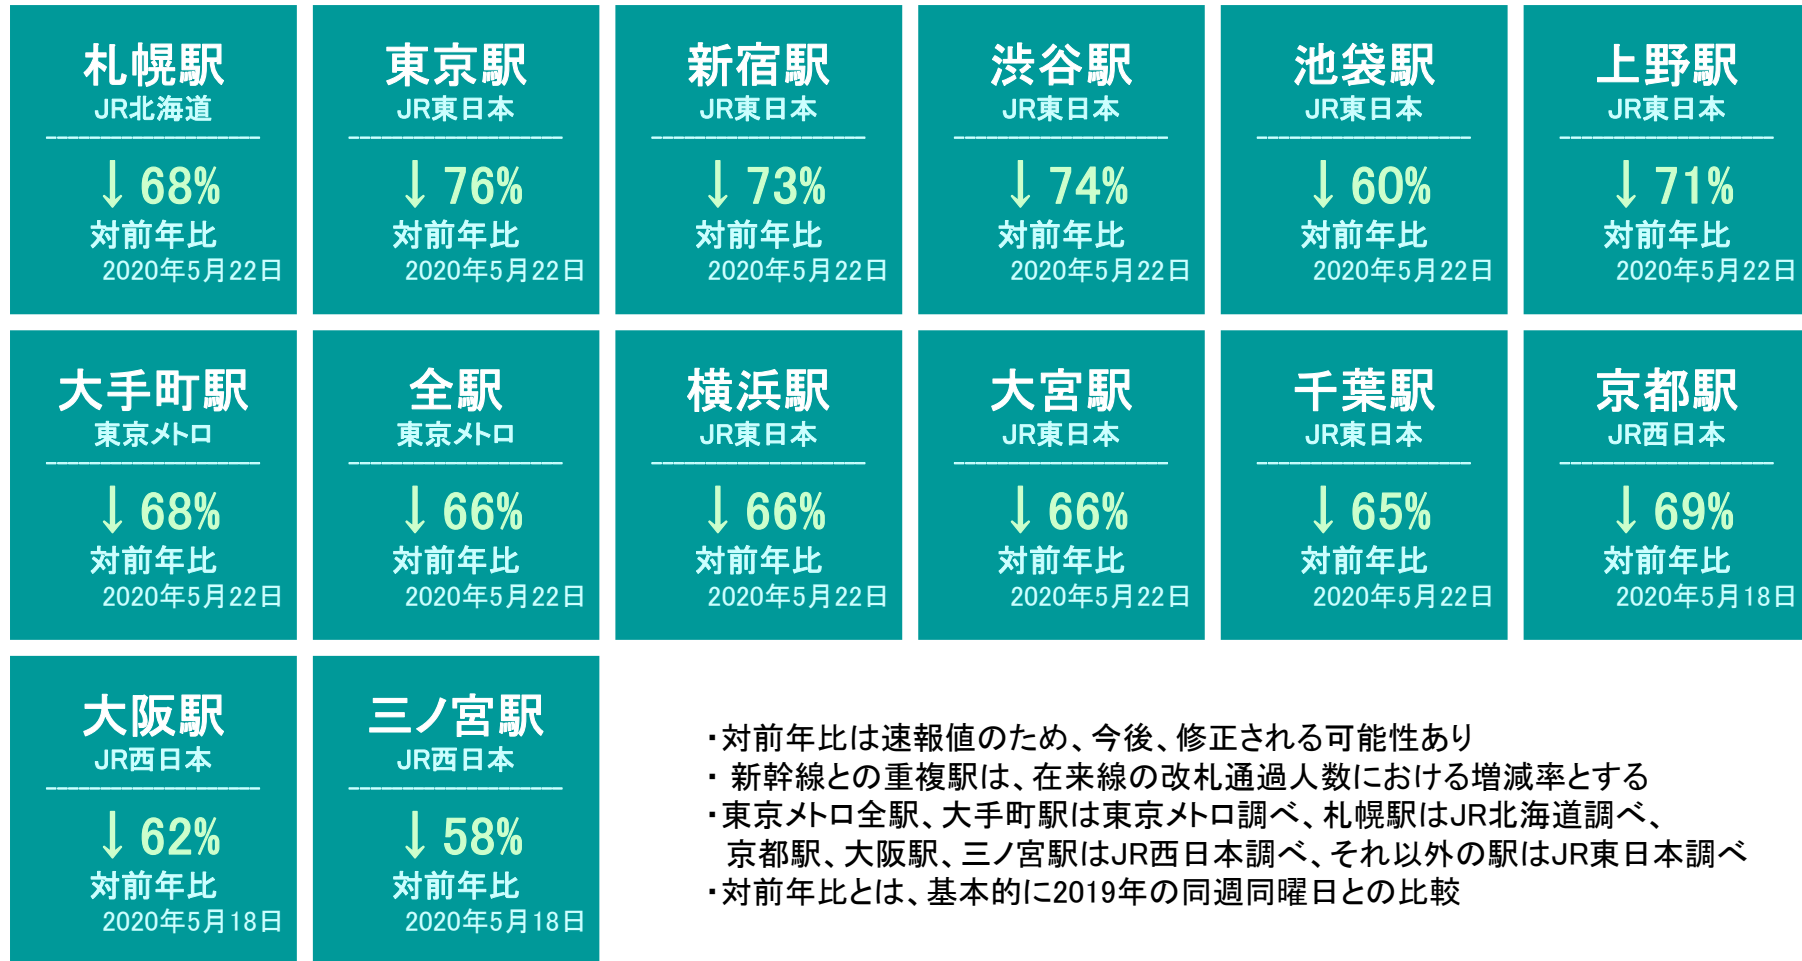 札幌駅
JR北海道
--------------------
↓ 68%
対前年比
2020年5月22日
東京駅
JR東日本
--------------------
↓ 76%
対前年比
2020年5月22日
新宿駅
JR東日本
--------------------
↓ 73%
対前年比
2020年5月22日
渋谷駅
JR東日本
--------------------
↓ 74%
対前年比
2020年5月22日
池袋駅
JR東日本
--------------------
↓ 60%
対前年比
2020年5月22日
上野駅
JR東日本
--------------------
↓ 71%
対前年比
2020年5月22日
大手町駅
東京メトロ
--------------------
↓ 68%
対前年比
2020年5月22日
全駅
東京メトロ
--------------------
↓ 66%
対前年比
2020年5月22日
横浜駅
JR東日本
--------------------
↓ 66%
対前年比
2020年5月22日
大宮駅
JR東日本
--------------------
↓ 66%
対前年比
2020年5月22日
千葉駅
JR東日本
--------------------
↓ 65%
対前年比
2020年5月22日
京都駅
JR西日本
--------------------
↓ 69%
対前年比
2020年5月18日
大阪駅
JR西日本
--------------------
↓ 62%
対前年比
2020年5月18日
三ノ宮駅
JR西日本
--------------------
↓ 58%
対前年比
2020年5月18日
・対前年比は速報値のため、今後、修正される可能性あり
・ 新幹線との重複駅は、在来線の改札通過人数における増減率とする
・東京メトロ全駅、大手町駅は東京メトロ調べ、札幌駅はJR北海道調べ、
京都駅、大阪駅、三ノ宮駅はJR西日本調べ、それ以外の駅はJR東日本調べ
・対前年比とは、基本的に2019年の同週同曜日との比較